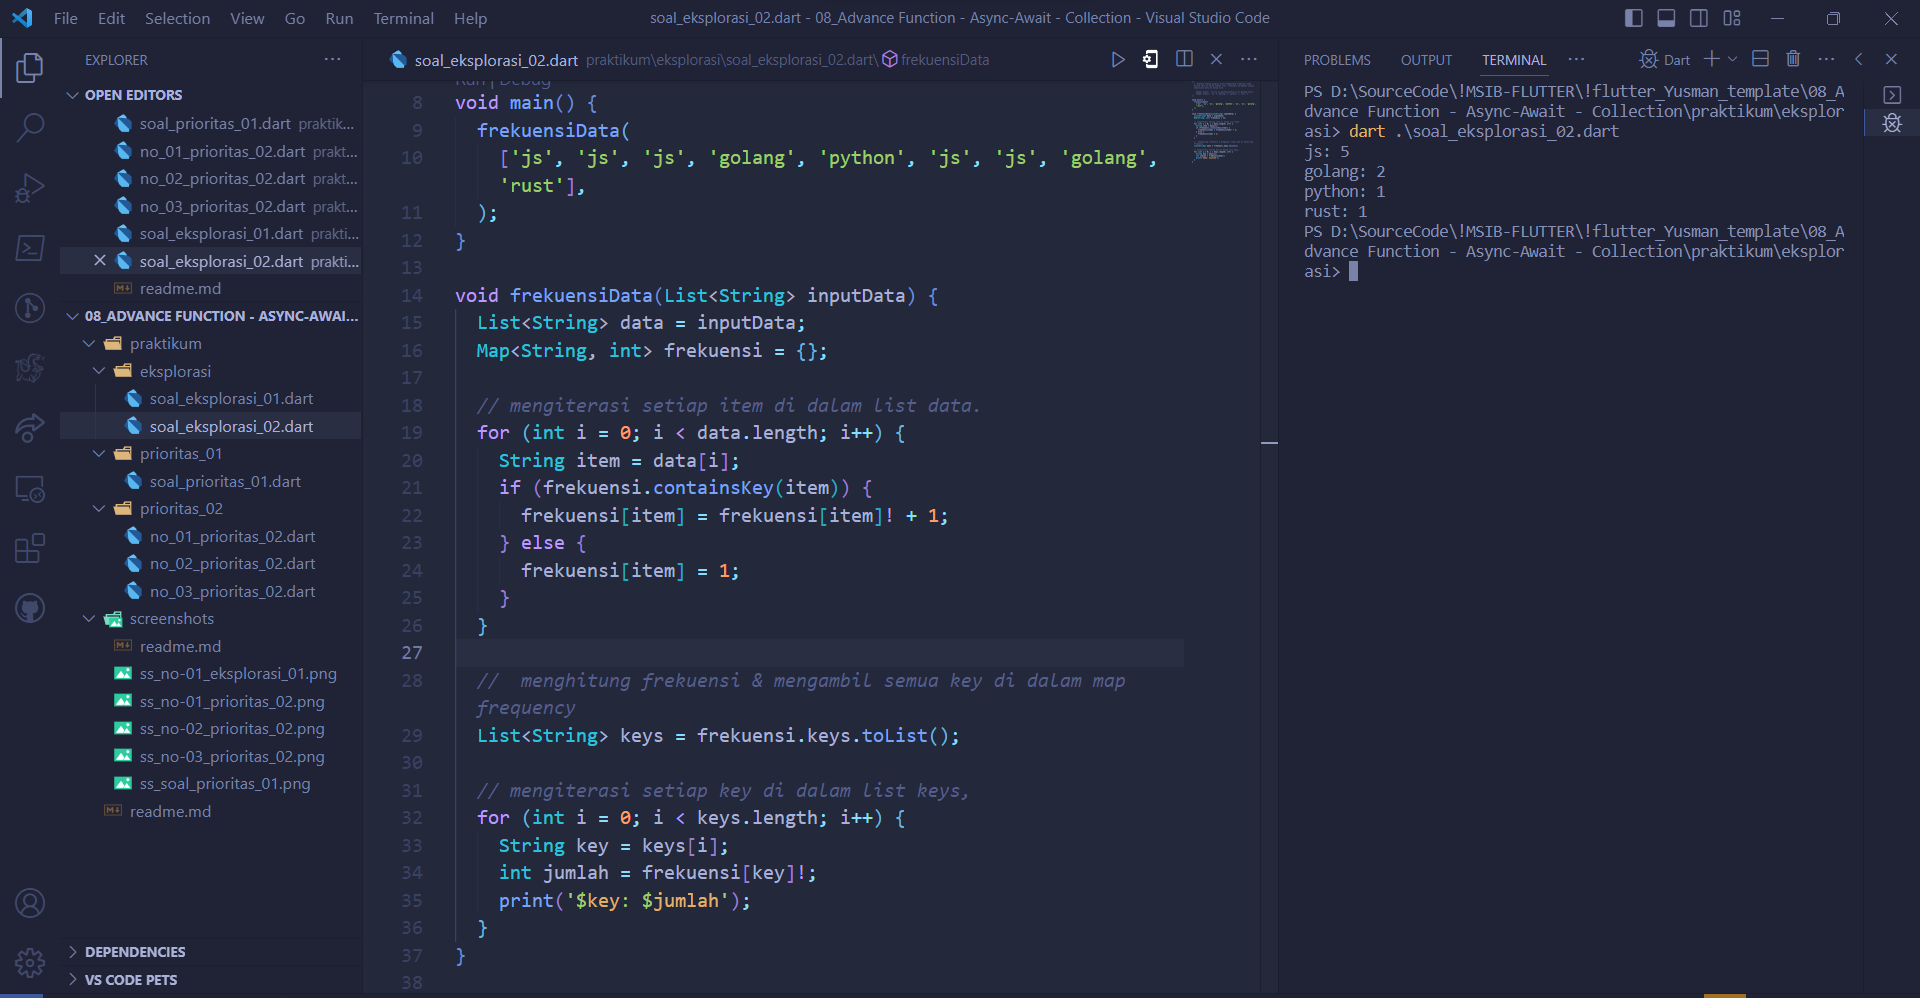 File Edit Selection View Go Run Terminal Help
soal_eksplorasi_02.dart - 08_Advance Function - Async-Await - Collection - Visual Studio Code
EXPLORER
OPEN EDITORS
soal_prioritas_01.dart praktik...
no_01_prioritas_02.dart prakt...
no_02_prioritas_02.dart prakt...
no_03_prioritas_02.dart prakt...
soal_eksplorasi_01.dart prakti...
soal_eksplorasi_02.dart prakti...
readme.md
08_ADVANCE FUNCTION - ASYNC-AWAI...
praktikum
eksplorasi
soal_eksplorasi_01.dart
soal_eksplorasi_02.dart
prioritas_01
soal_prioritas_01.dart
prioritas_02
no_01_prioritas_02.dart
no_02_prioritas_02.dart
no_03_prioritas_02.dart
screenshots
readme.md
ss_no-01_eksplorasi_01.png
ss_no-01_prioritas_02.png
ss_no-02_prioritas_02.png
ss_no-03_prioritas_02.png
ss_soal_prioritas_01.png
readme.md
DEPENDENCIES
VS CODE PETS
soal_eksplorasi_02.dart praktikum\eksplorasi\soal_eksplorasi_02.dart\ frekuensiData
Run | Debug
8 void main() {
9 frekuensiData(
10 ['js', 'js', 'js', 'golang', 'python', 'js', 'js', 'golang',
'rust'],
11 );
12 }
13
14 void frekuensiData(List<String> inputData) {
15 List<String> data = inputData;
16 Map<String, int> frekuensi = {};
17
18 // mengiterasi setiap item di dalam list data.
19 for (int i = 0; i < data.length; i++) {
20 String item = data[i];
21 if (frekuensi.containsKey(item)) {
22 frekuensi[item] = frekuensi[item]! + 1;
23 } else {
24 frekuensi[item] = 1;
25 }
26 }
27
28 //  menghitung frekuensi & mengambil semua key di dalam map
frequency
29 List<String> keys = frekuensi.keys.toList();
30
31 // mengiterasi setiap key di dalam list keys,
32 for (int i = 0; i < keys.length; i++) {
33 String key = keys[i];
34 int jumlah = frekuensi[key]!;
35 print('$key: $jumlah');
36 }
37 }
38
PROBLEMS OUTPUT TERMINAL Dart
PS D:\SourceCode\!MSIB-FLUTTER\!flutter_Yusman_template\08_A
dvance Function - Async-Await - Collection\praktikum\eksplor
asi> dart .\soal_eksplorasi_02.dart
js: 5
golang: 2
python: 1
rust: 1
PS D:\SourceCode\!MSIB-FLUTTER\!flutter_Yusman_template\08_A
dvance Function - Async-Await - Collection\praktikum\eksplor
asi>